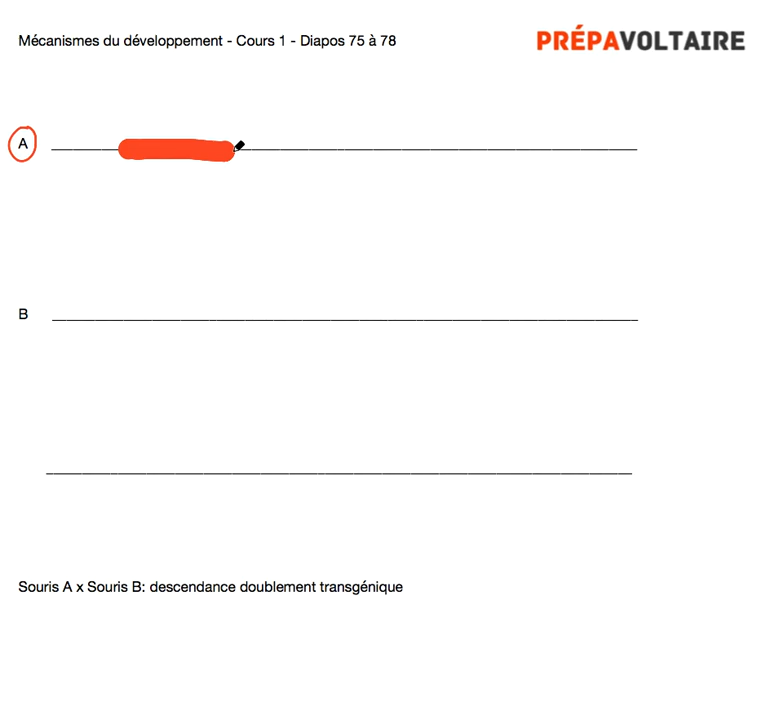 Mécanismes du développement - Cours 1 - Diapos 75 à 78
PRÉPAVOLTAIRE
A
B
Souris A x Souris B: descendance doublement transgénique